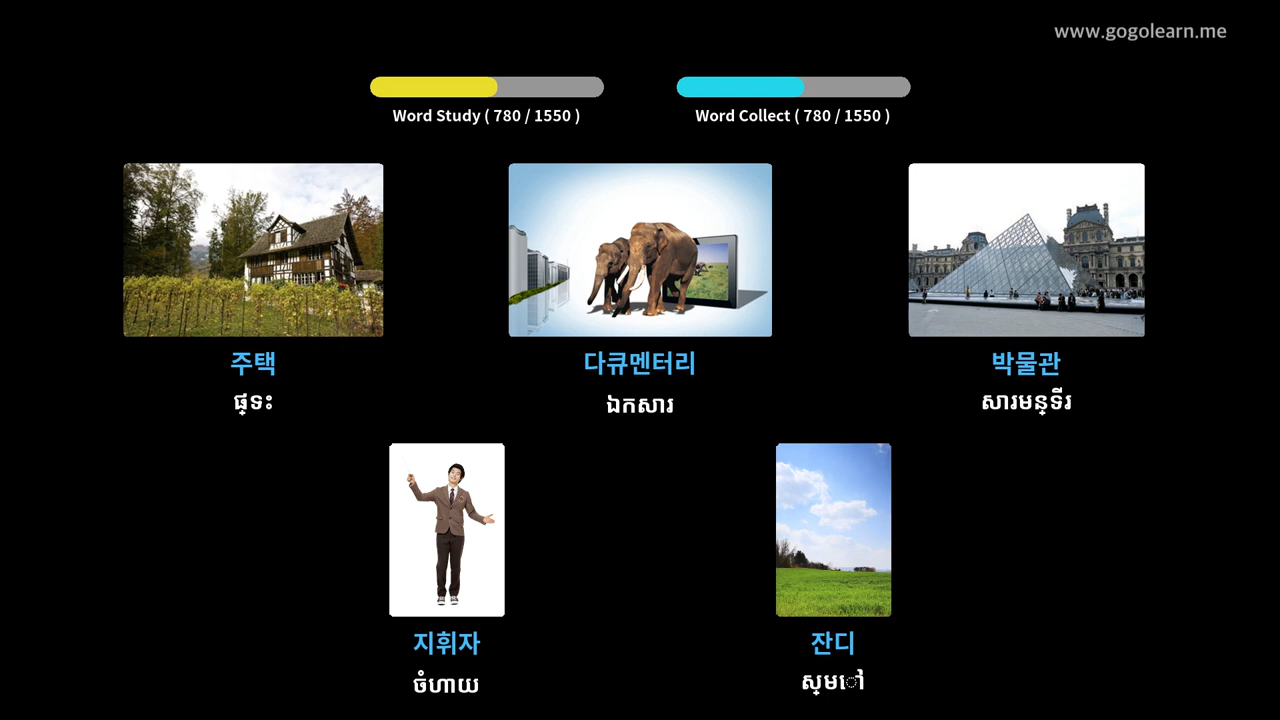 www.gogolearn.me
Word Study ( 780 / 1550 )
Word Collect ( 780 / 1550 )
주택
다큐멘터리
박물관
ផ្ទះ
ឯកសារ
សារមន្ទីរ
지휘자
잔디
ចំហាយ
ស្មៅ